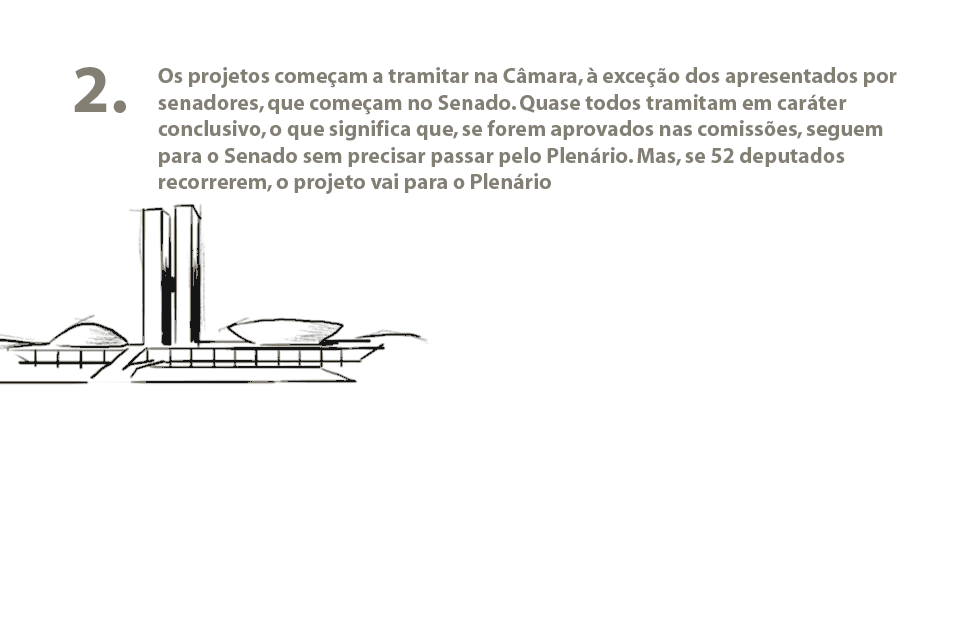 2.
Os projetos começam a tramitar na Câmara, à exceção dos apresentados por
senadores, que começam no Senado. Quase todos tramitam em caráter
conclusivo, o que significa que, se forem aprovados nas comissões, seguem
para o Senado sem precisar passar pelo Plenário. Mas, se 52 deputados
recorrerem, o projeto vai para o Plenário